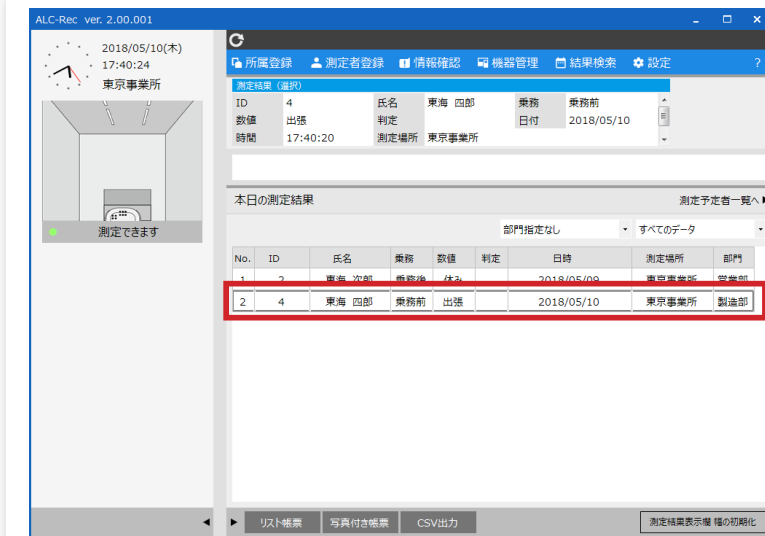 ALC-Rec ver. 2.00.001
2018/05/10(木)
17:40:24
東京事業所
測定できます
所属登録 測定者登録 情報確認 機器管理 結果検索 設定 ?
測定結果（選択）
ID 4 氏名 東海 四郎 乗務 乗務前
数値 出張 判定 日付 2018/05/10
時間 17:40:20 測定場所 東京事業所
本日の測定結果 測定予定者一覧へ
部門指定なし すべてのデータ
No. ID 氏名 乗務 数値 判定 日時 測定場所 部門
1 2 東海 次郎 乗務後 休み 2018/05/09 東京事業所 営業部
2 4 東海 四郎 乗務前 出張 2018/05/10 東京事業所 製造部
リスト帳票 写真付き帳票 CSV出力 測定結果表示欄 幅の初期化